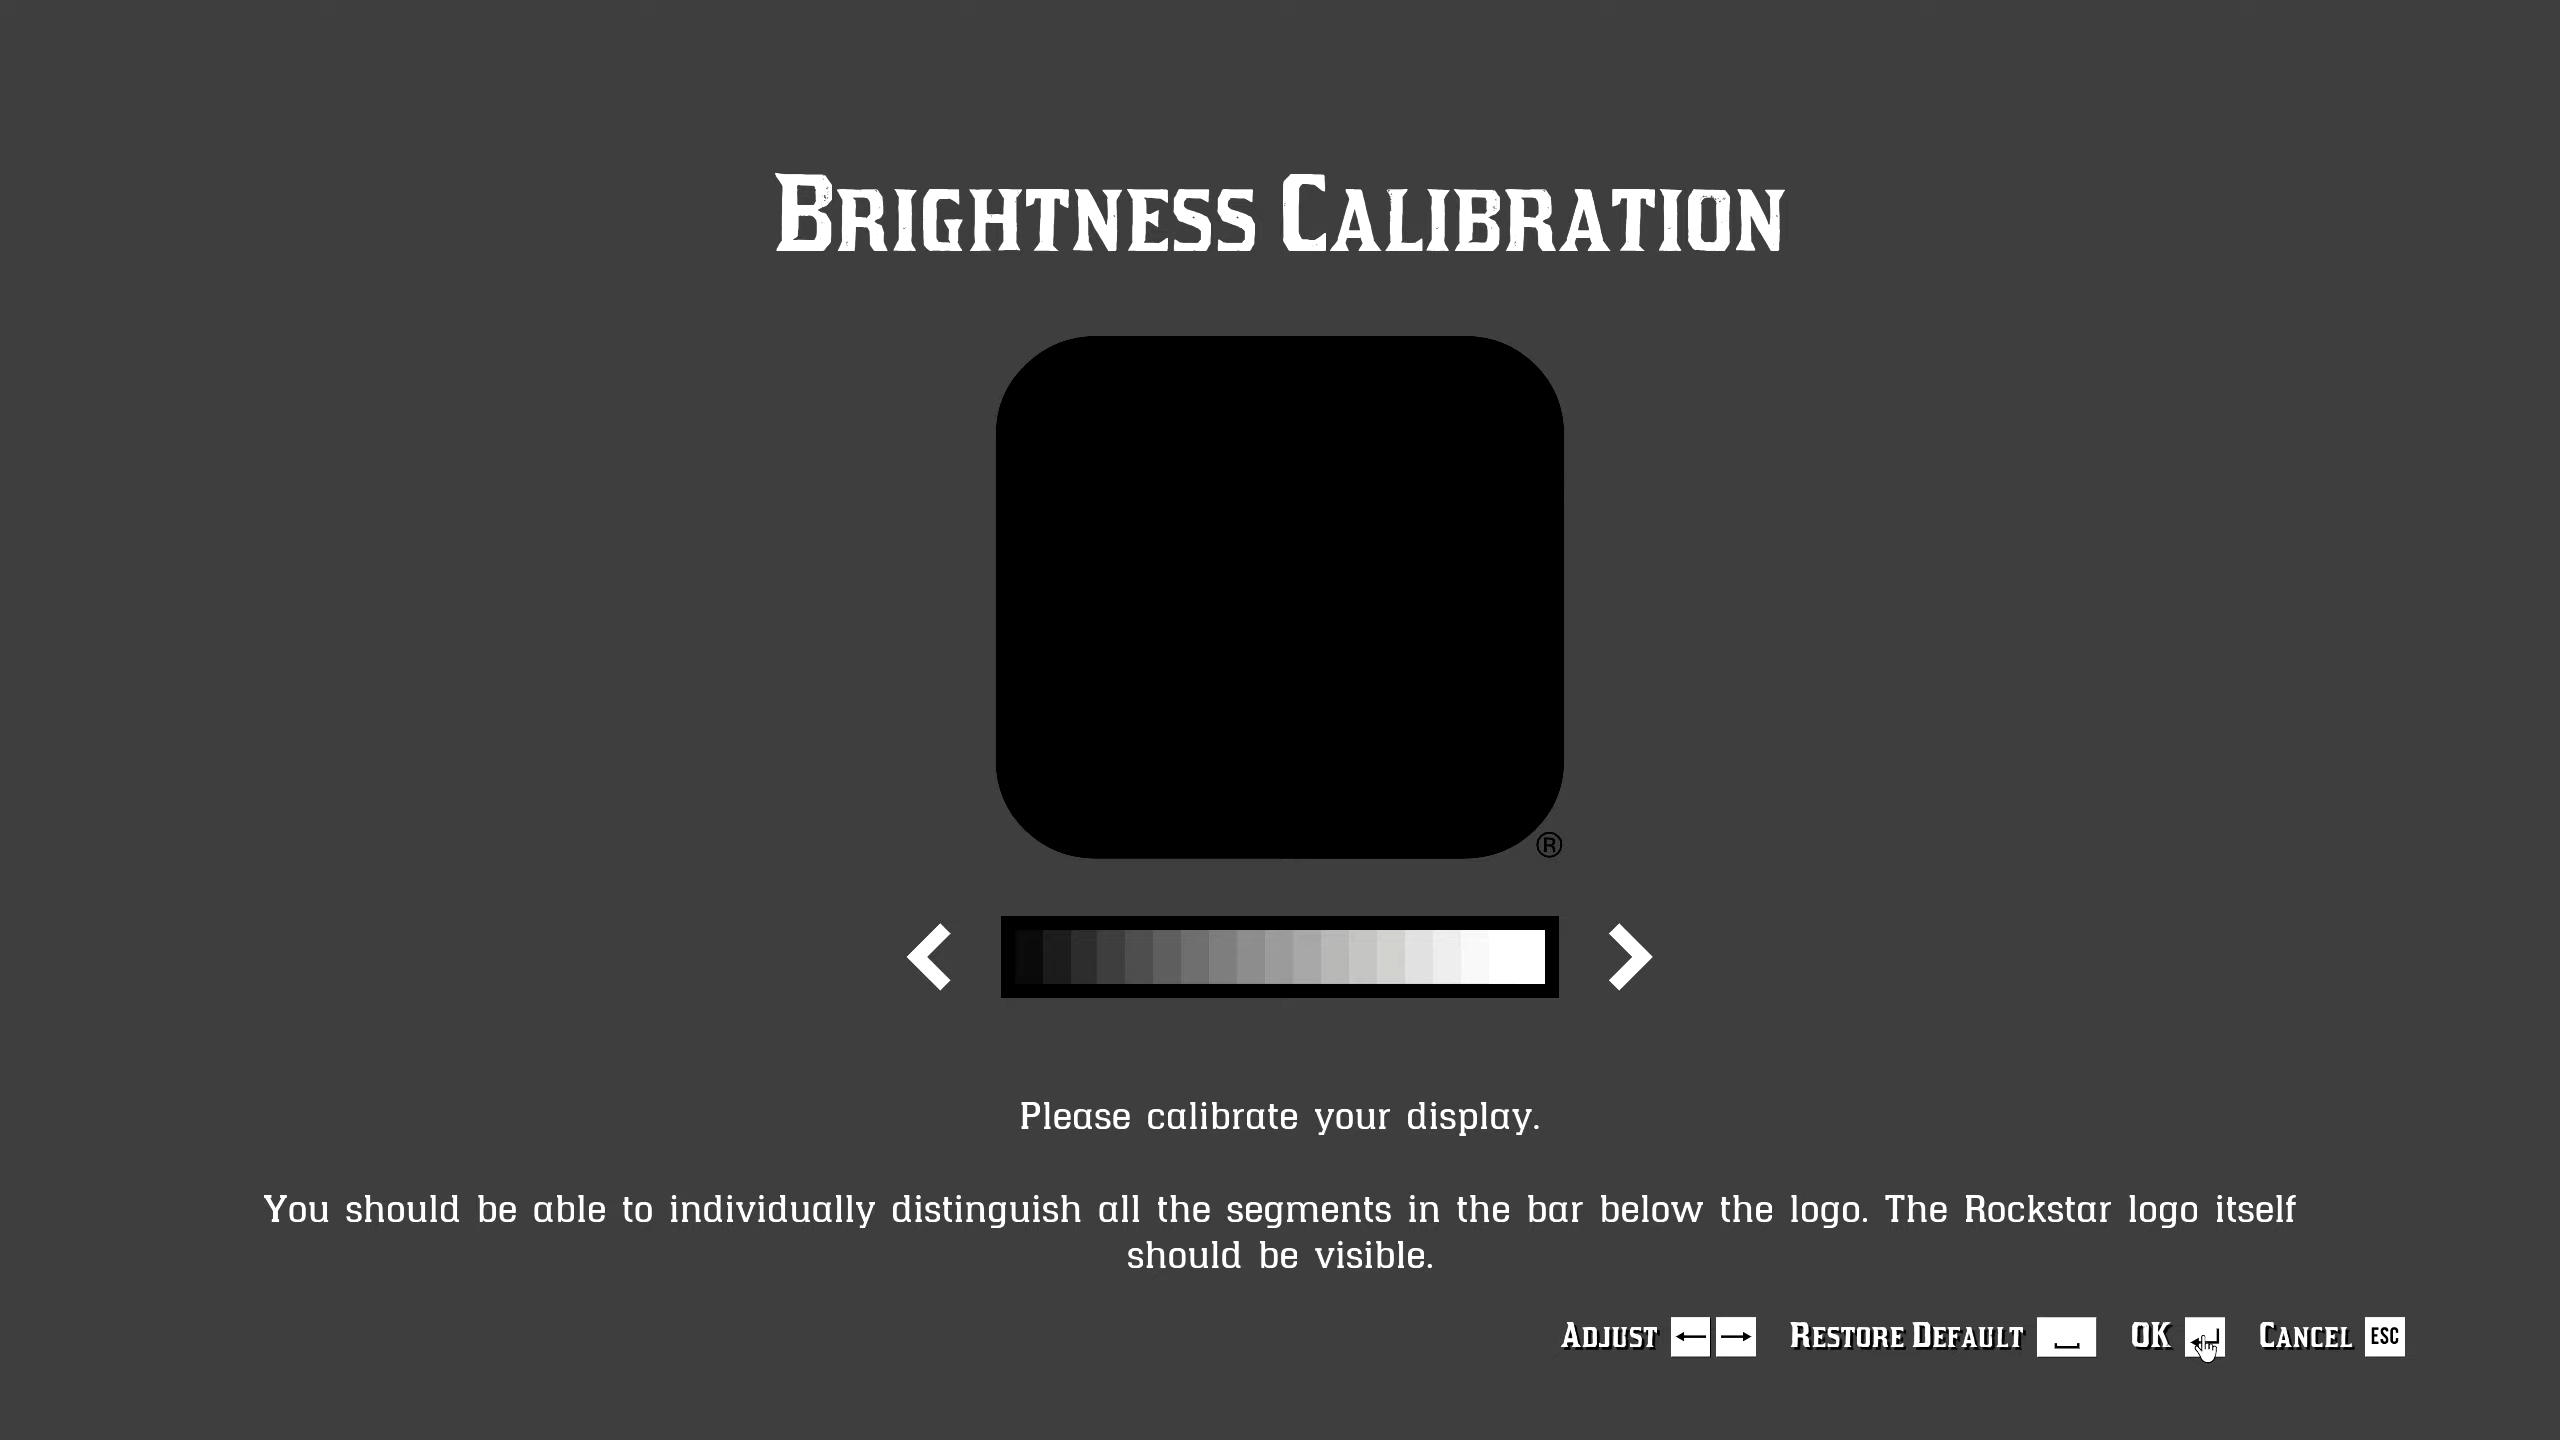 BRIGHTNESS CALIBRATION
®
Please calibrate your display.
You should be able to individually distinguish all the segments in the bar below the logo. The Rockstar logo itself
should be visible.
ADJUST ← → RESTORE DEFAULT OK CANCEL ESC